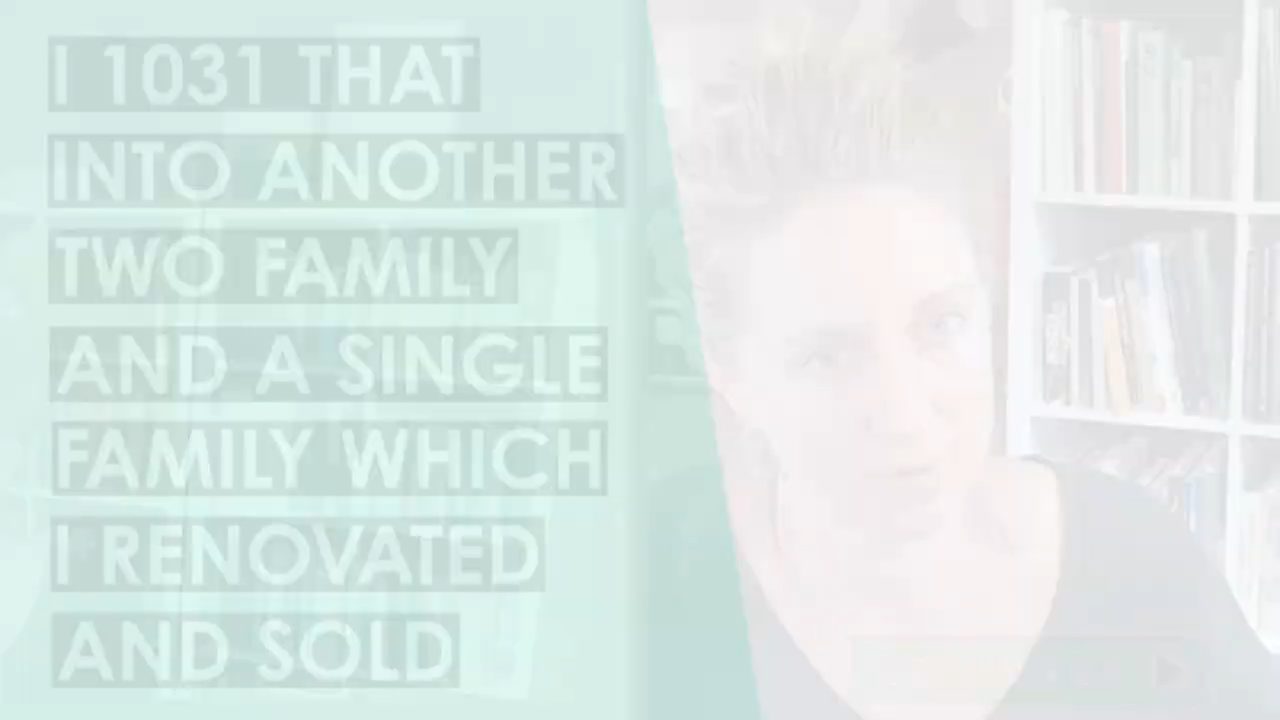 I 1031 THAT
INTO ANOTHER
TWO FAMILY
AND A SINGLE
FAMILY WHICH
I RENOVATED
AND SOLD